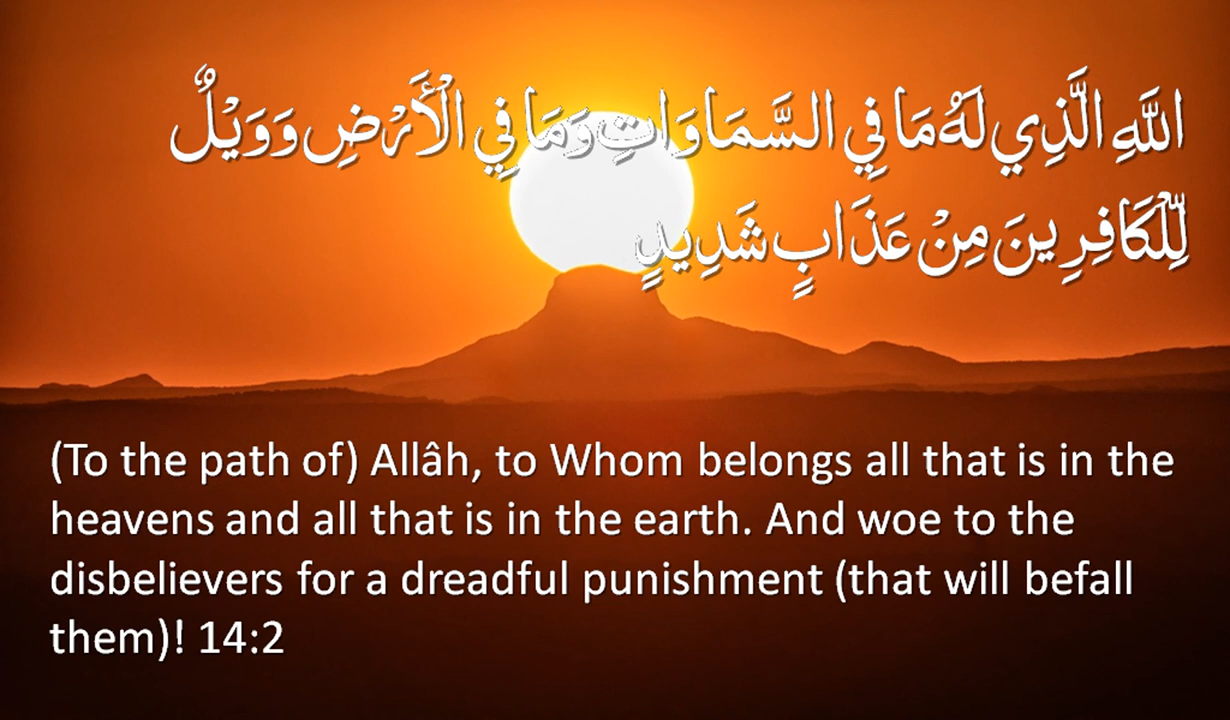 اللَّهِ الَّذِي لَهُ مَا فِي السَّمَاوَاتِ وَمَا فِي الْأَرْضِ وَوَيْلٌ
لِّلْكَافِرِينَ مِنْ عَذَابٍ شَدِيدٍ
(To the path of) Allâh, to Whom belongs all that is in the
heavens and all that is in the earth. And woe to the
disbelievers for a dreadful punishment (that will befall
them)! 14:2